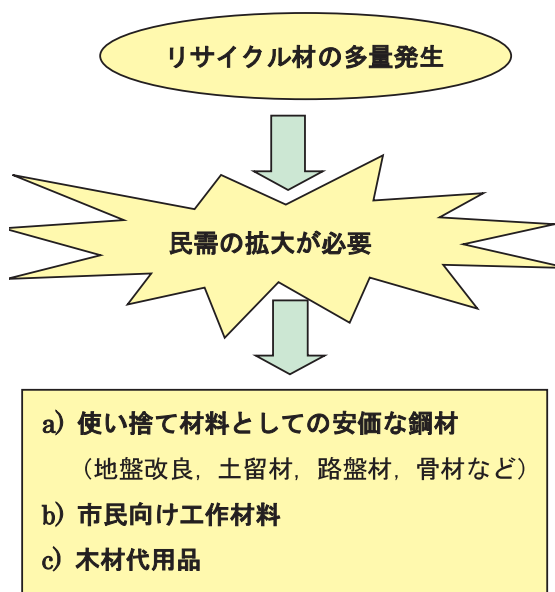 リサイクル材の多量発生
民需の拡大が必要
a) 使い捨て材料としての安価な鋼材
（地盤改良，土留材，路盤材，骨材など）
b) 市民向け工作材料
c) 木材代用品